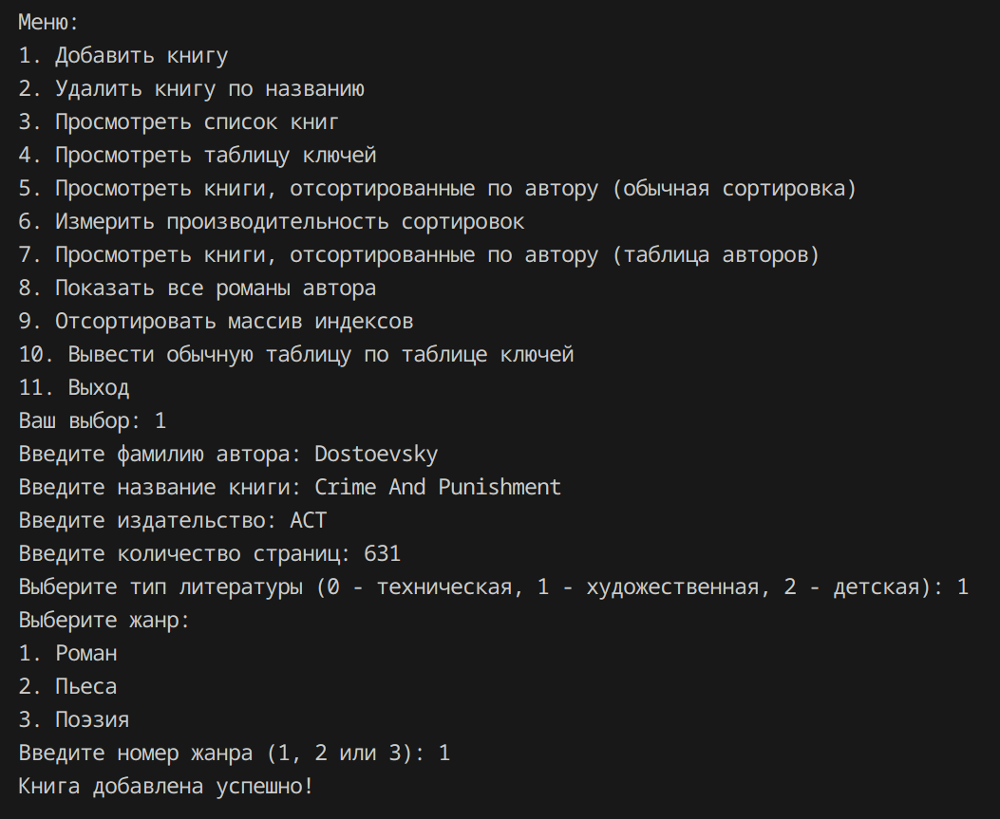 Меню:
1. Добавить книгу
2. Удалить книгу по названию
3. Просмотреть список книг
4. Просмотреть таблицу ключей
5. Просмотреть книги, отсортированные по автору (обычная сортировка)
6. Измерить производительность сортировок
7. Просмотреть книги, отсортированные по автору (таблица авторов)
8. Показать все романы автора
9. Отсортировать массив индексов
10. Вывести обычную таблицу по таблице ключей
11. Выход
Ваш выбор: 1
Введите фамилию автора: Dostoevsky
Введите название книги: Crime And Punishment
Введите издательство: ACT
Введите количество страниц: 631
Выберите тип литературы (0 - техническая, 1 - художественная, 2 - детская): 1
Выберите жанр:
1. Роман
2. Пьеса
3. Поэзия
Введите номер жанра (1, 2 или 3): 1
Книга добавлена успешно!